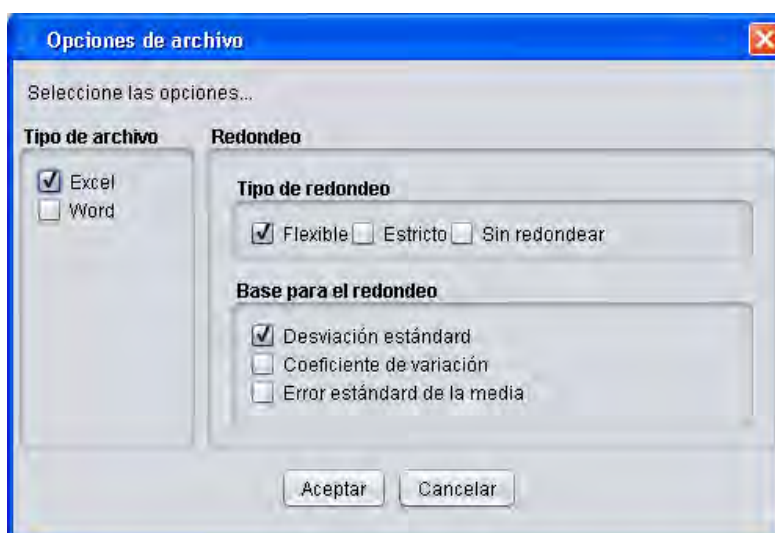 Opciones de archivo
Seleccione las opciones...
Tipo de archivo
Excel
Word
Redondeo
Tipo de redondeo
Flexible Estricto Sin redondear
Base para el redondeo
Desviación estándard
Coeficiente de variación
Error estándard de la media
Aceptar Cancelar